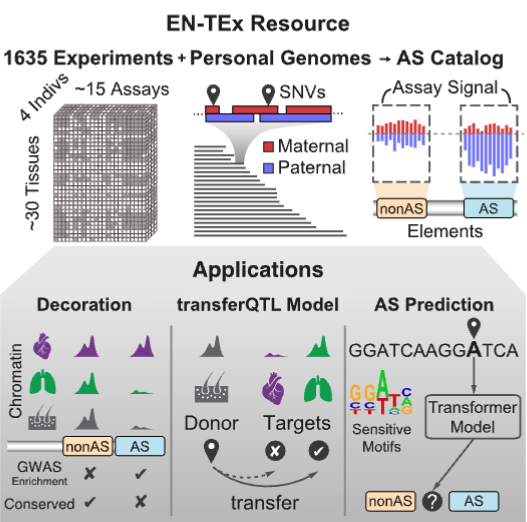 EN-TEx Resource
1635 Experiments + Personal Genomes → AS Catalog
4 Indivs
~15 Assays
~30 Tissues
SNVs
Maternal
Paternal
Assay Signal
nonAS
AS
Elements
Applications
Decoration
Chromatin
nonAS
AS
GWAS
Enrichment
✘ ✔
Conserved ✔ ✘
transferQTL Model
Donor
Targets
✘ ✔
transfer
AS Prediction
GGATCAAGGATCA
Sensitive
Motifs
Transformer
Model
nonAS ? AS